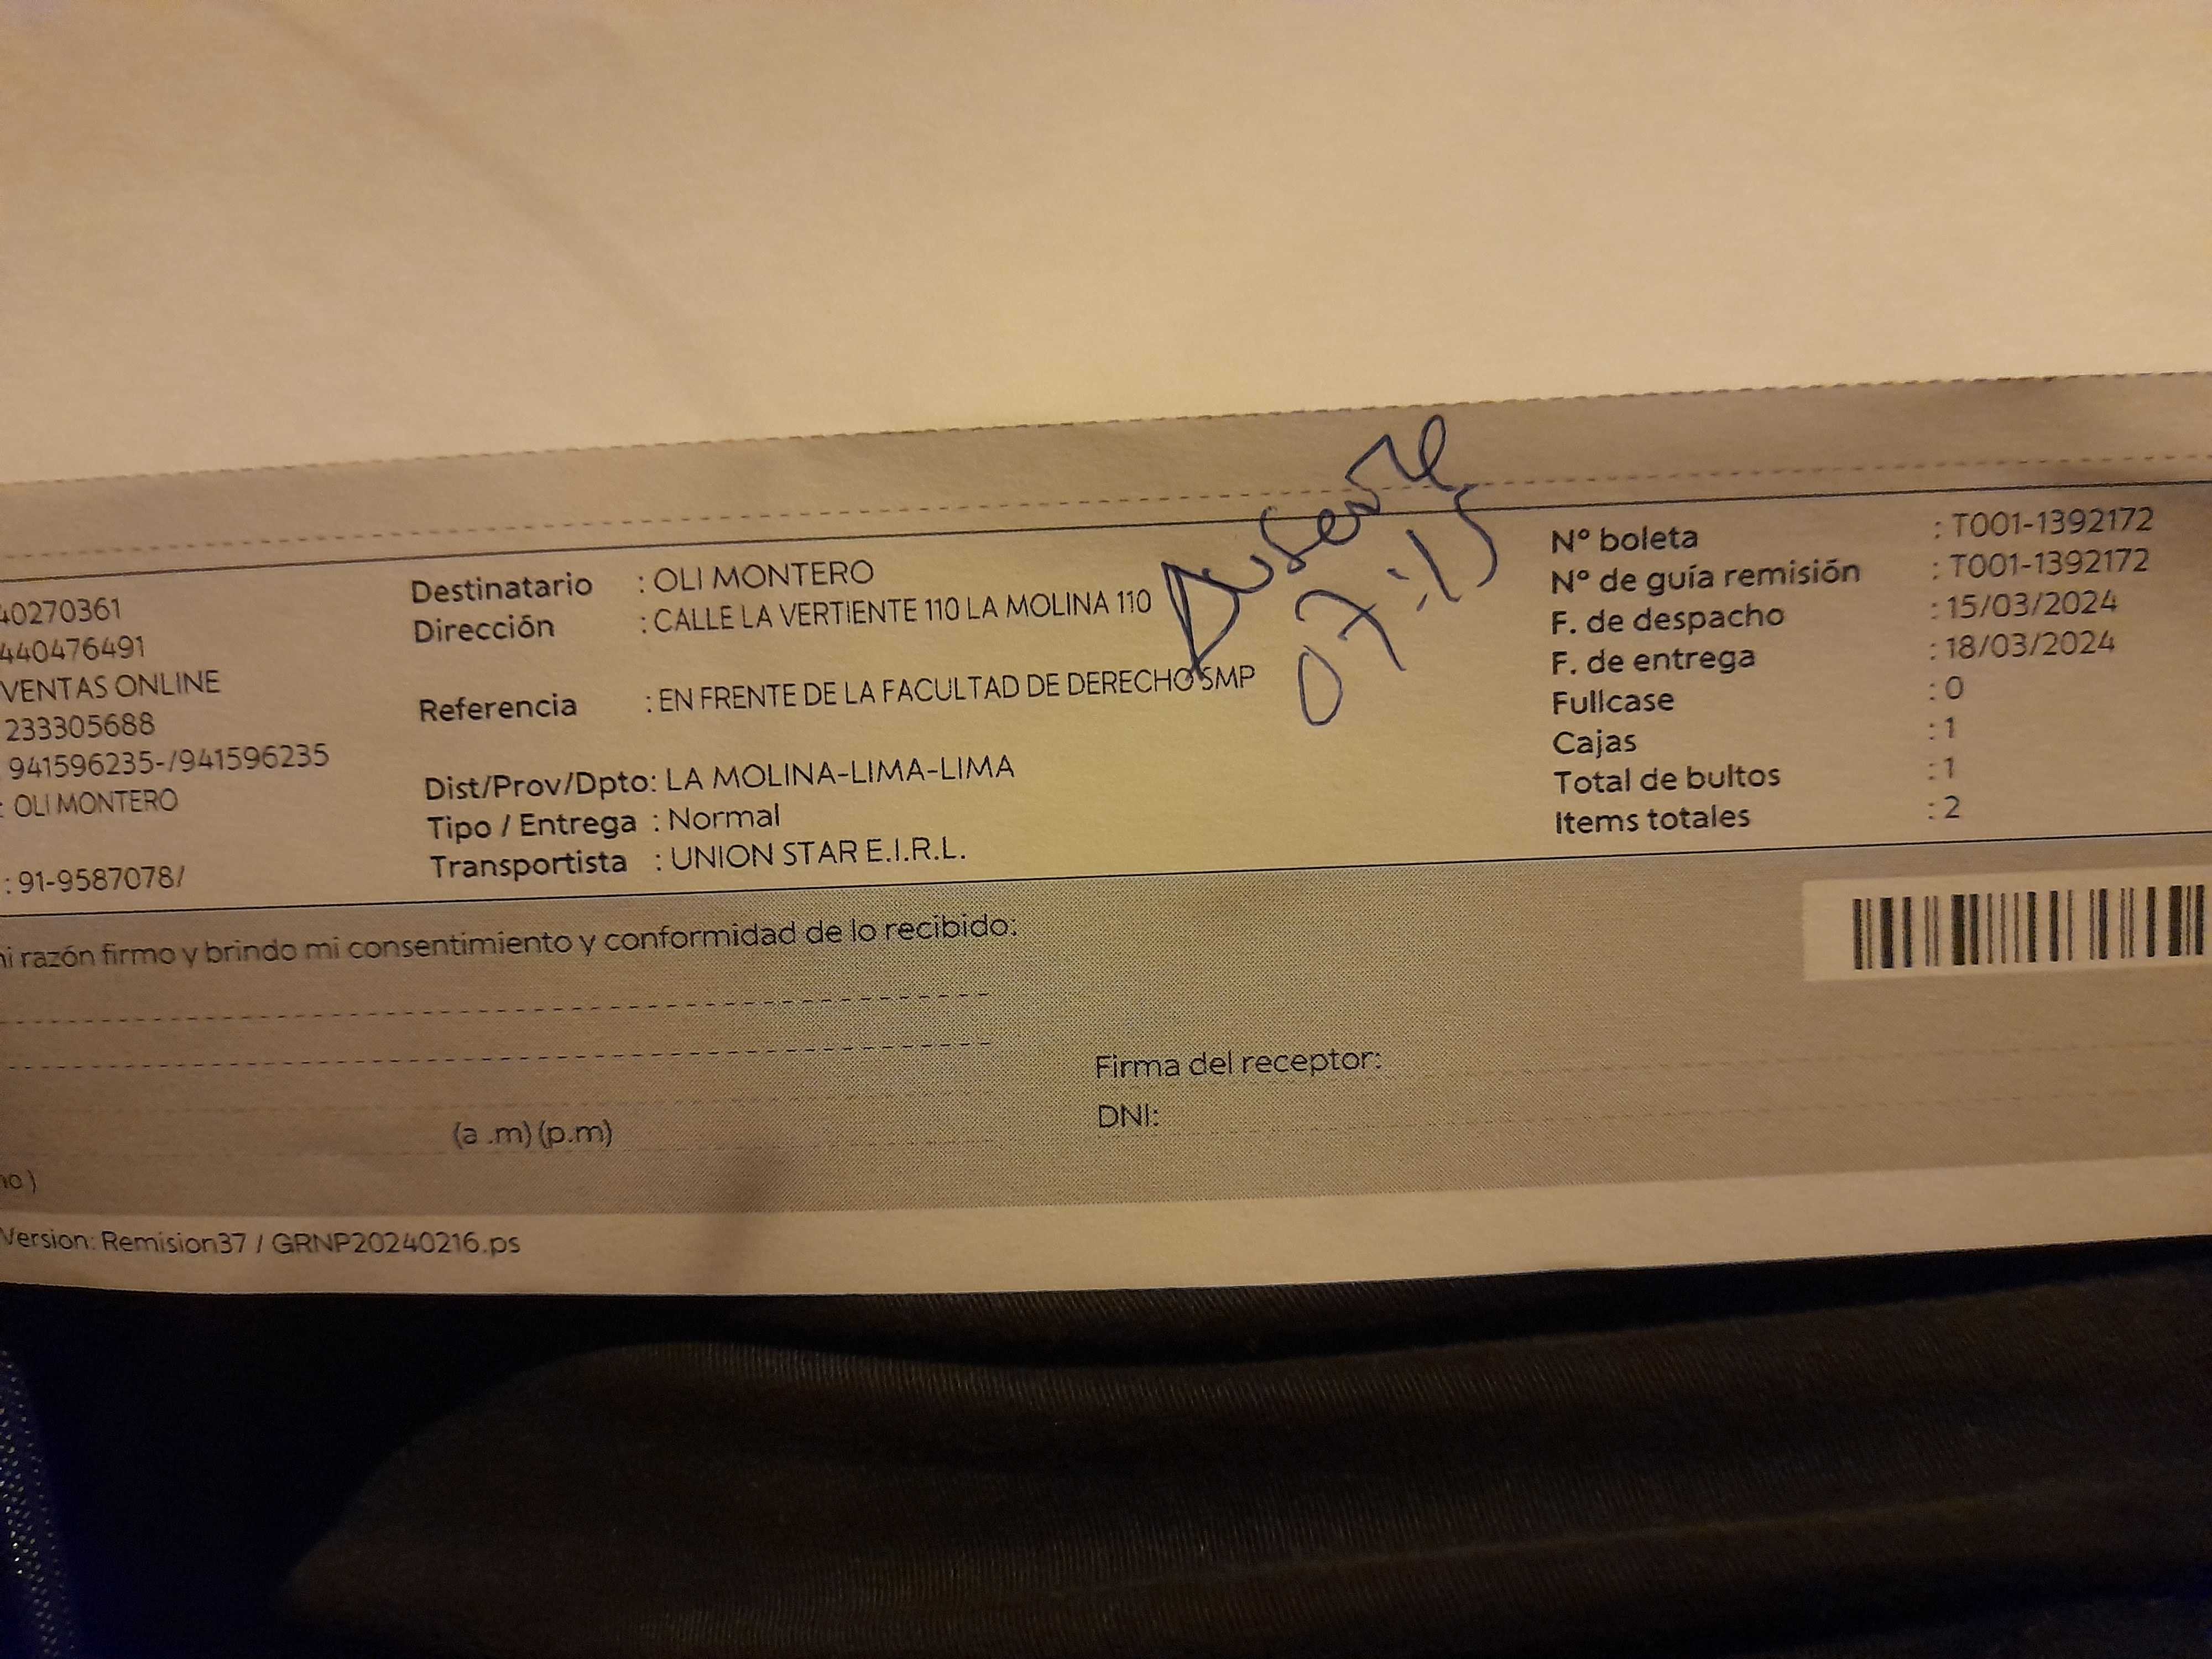 40270361
440476491
VENTAS ONLINE
233305688
941596235-/941596235
: OLI MONTERO
: 91-9587078/
Destinatario : OLI MONTERO
Dirección : CALLE LA VERTIENTE 110 LA MOLINA 110
Referencia : EN FRENTE DE LA FACULTAD DE DERECHO SMP
Dist/Prov/Dpto: LA MOLINA-LIMA-LIMA
Tipo / Entrega : Normal
Transportista : UNION STAR E.I.R.L.
Ausente
07:15
N° boleta : T001-1392172
N° de guía remisión : T001-1392172
F. de despacho : 15/03/2024
F. de entrega : 18/03/2024
Fullcase : 0
Cajas : 1
Total de bultos : 1
Items totales : 2
mi razón firmo y brindo mi consentimiento y conformidad de lo recibido:
Firma del receptor:
DNI:
(a .m) (p.m)
no )
Version: Remision37 / GRNP20240216.ps